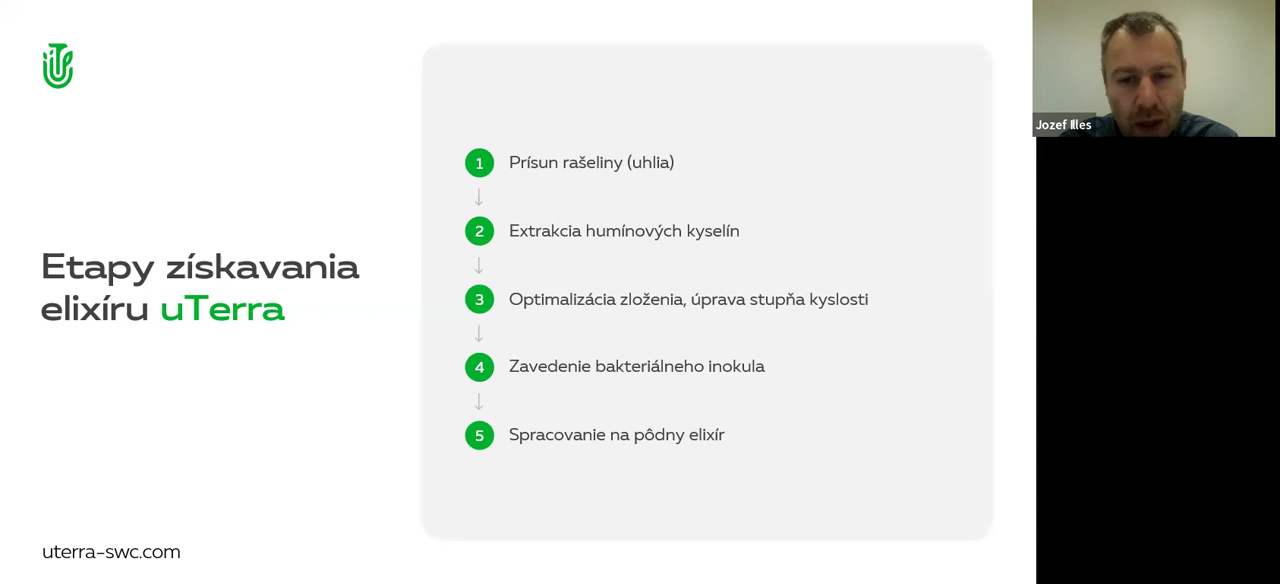 Etapy získavania
elixíru uTerra
1 Prísun rašeliny (uhlia)
2 Extrakcia humínových kyselín
3 Optimalizácia zloženia, úprava stupňa kyslosti
4 Zavedenie bakteriálneho inokula
5 Spracovanie na pôdny elixír
uterra-swc.com
Jozef Illes